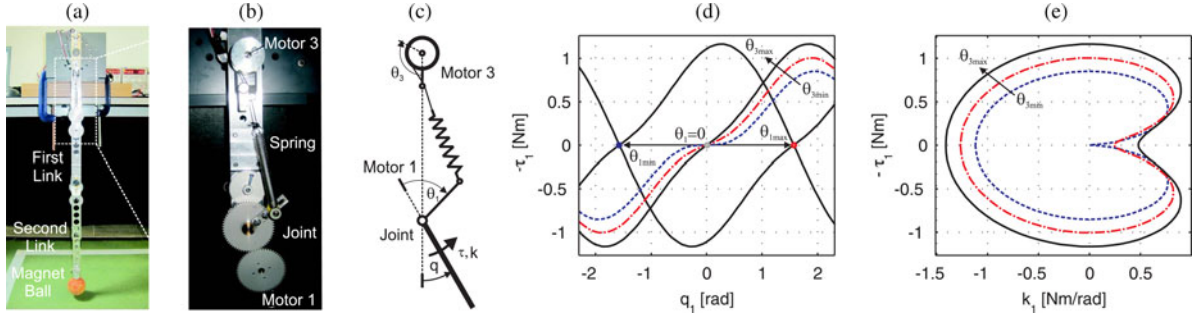 (a)
(b)
(c)
(d)
(e)
First
Link
Second
Link
Magnet
Ball
Motor 3
Spring
Joint
Motor 1
θ3
Motor 3
Motor 1
θ1
Joint
τ, k
q
-τ1 [Nm]
1
0.5
0
-0.5
-1
-2
-1
0
1
2
q1 [rad]
θ3max
θ3min
θ1=0
θ1max
θ1min
-τ1 [Nm]
1
0.5
0
-0.5
-1
-1.5
-1
-0.5
0
0.5
k1 [Nm/rad]
θ3max
θ3min